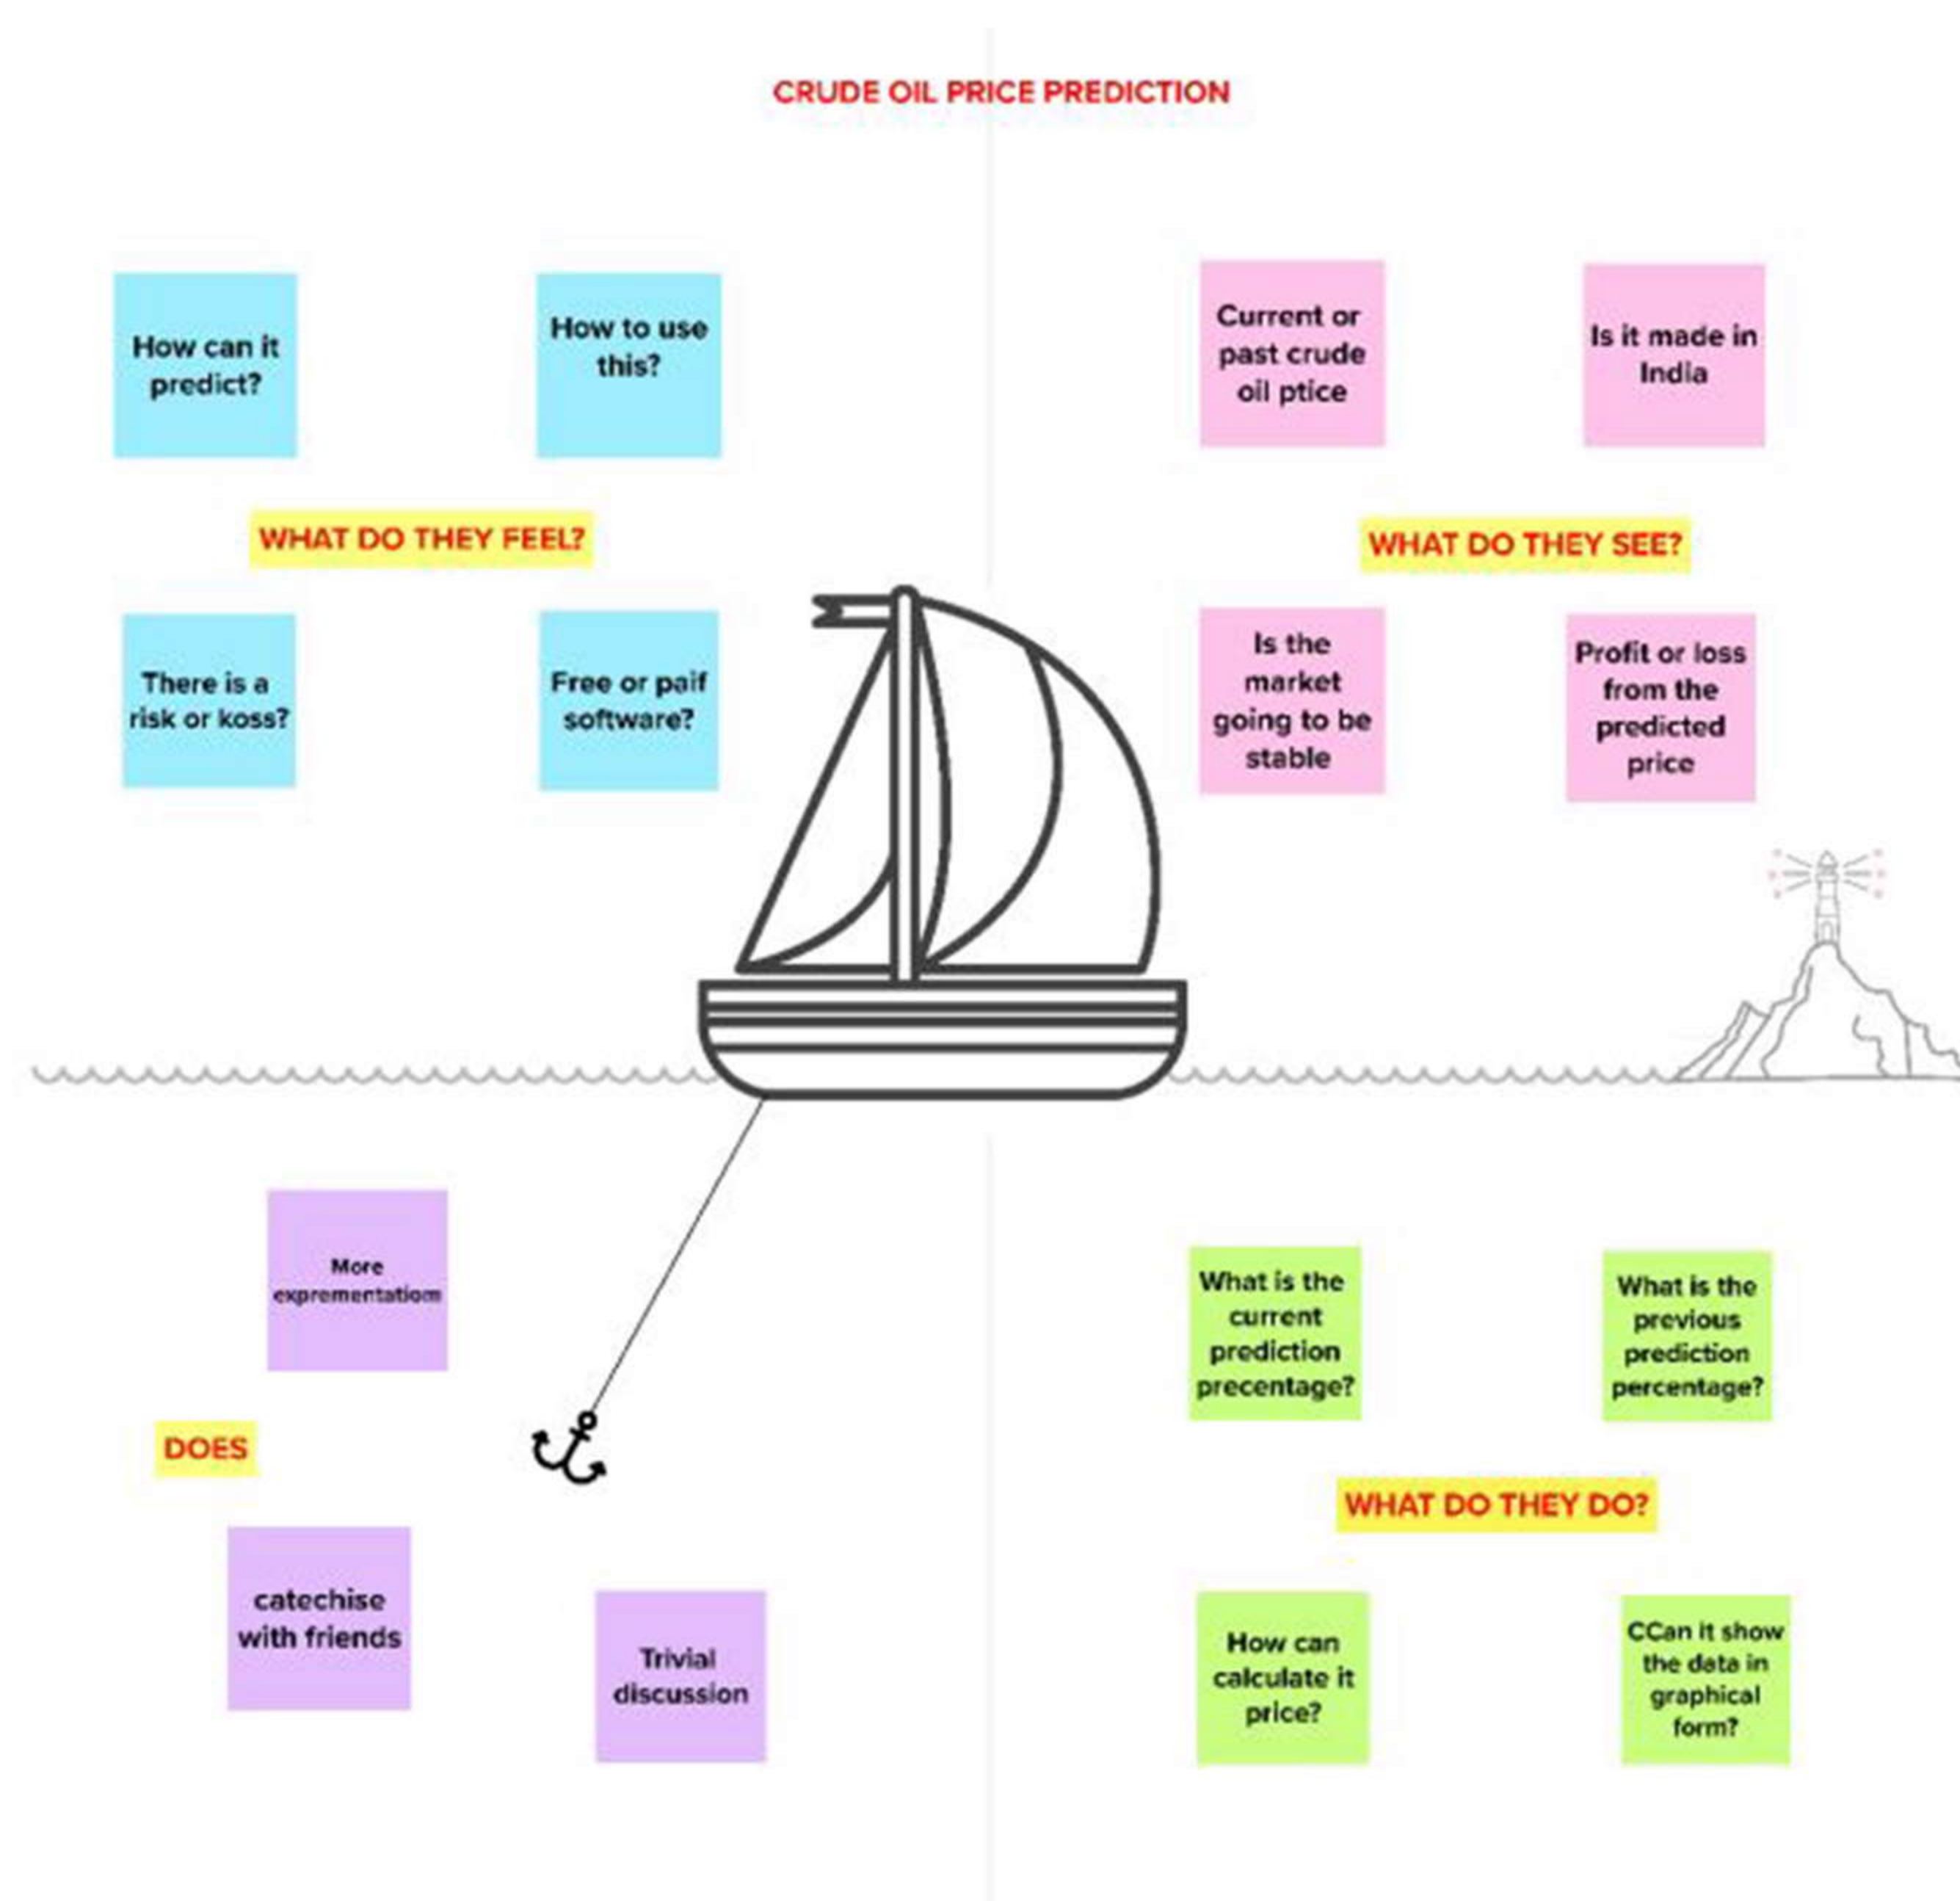 CRUDE OIL PRICE PREDICTION
How can it
predict?
How to use
this?
WHAT DO THEY FEEL?
There is a
risk or koss?
Free or paif
software?
Current or
past crude
oil ptice
Is it made in
India
WHAT DO THEY SEE?
Is the
market
going to be
stable
Profit or loss
from the
predicted
price
More
exprementatiom
DOES
catechise
with friends
Trivial
discussion
What is the
current
prediction
precentage?
What is the
previous
prediction
percentage?
WHAT DO THEY DO?
How can
calculate it
price?
CCan it show
the data in
graphical
form?